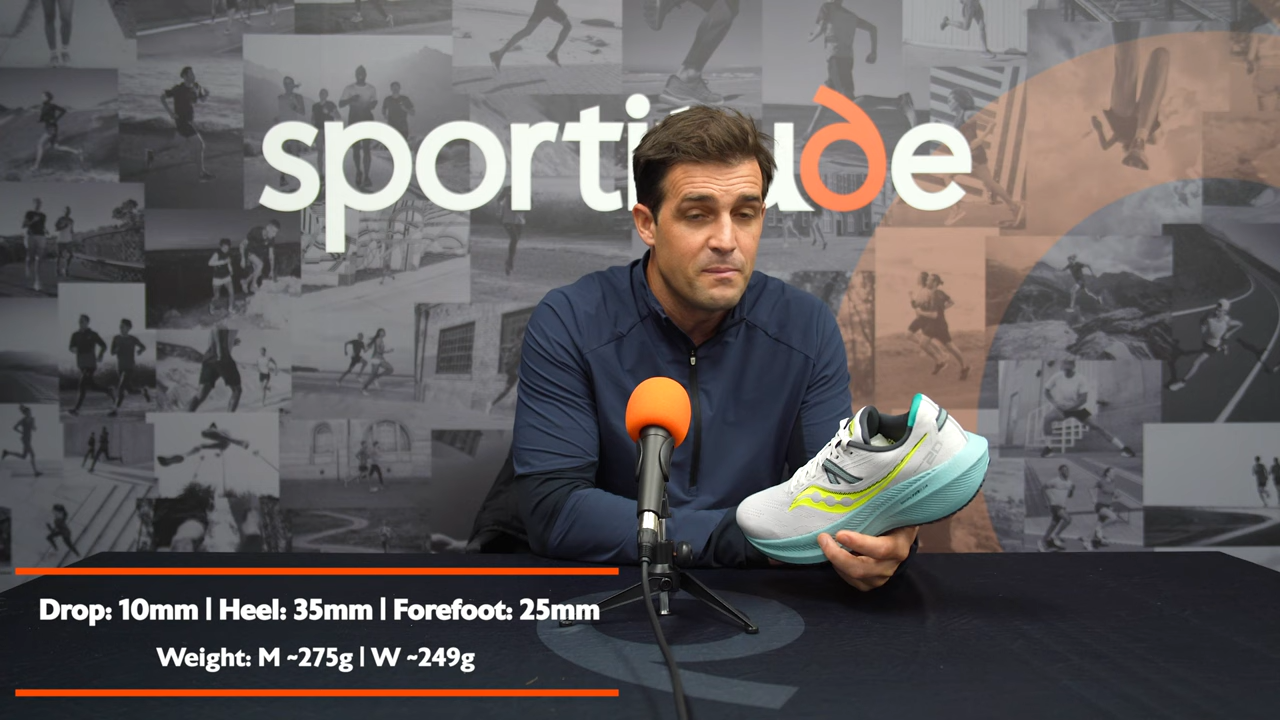 sportitude
Drop: 10mm | Heel: 35mm | Forefoot: 25mm
Weight: M ~275g | W ~249g